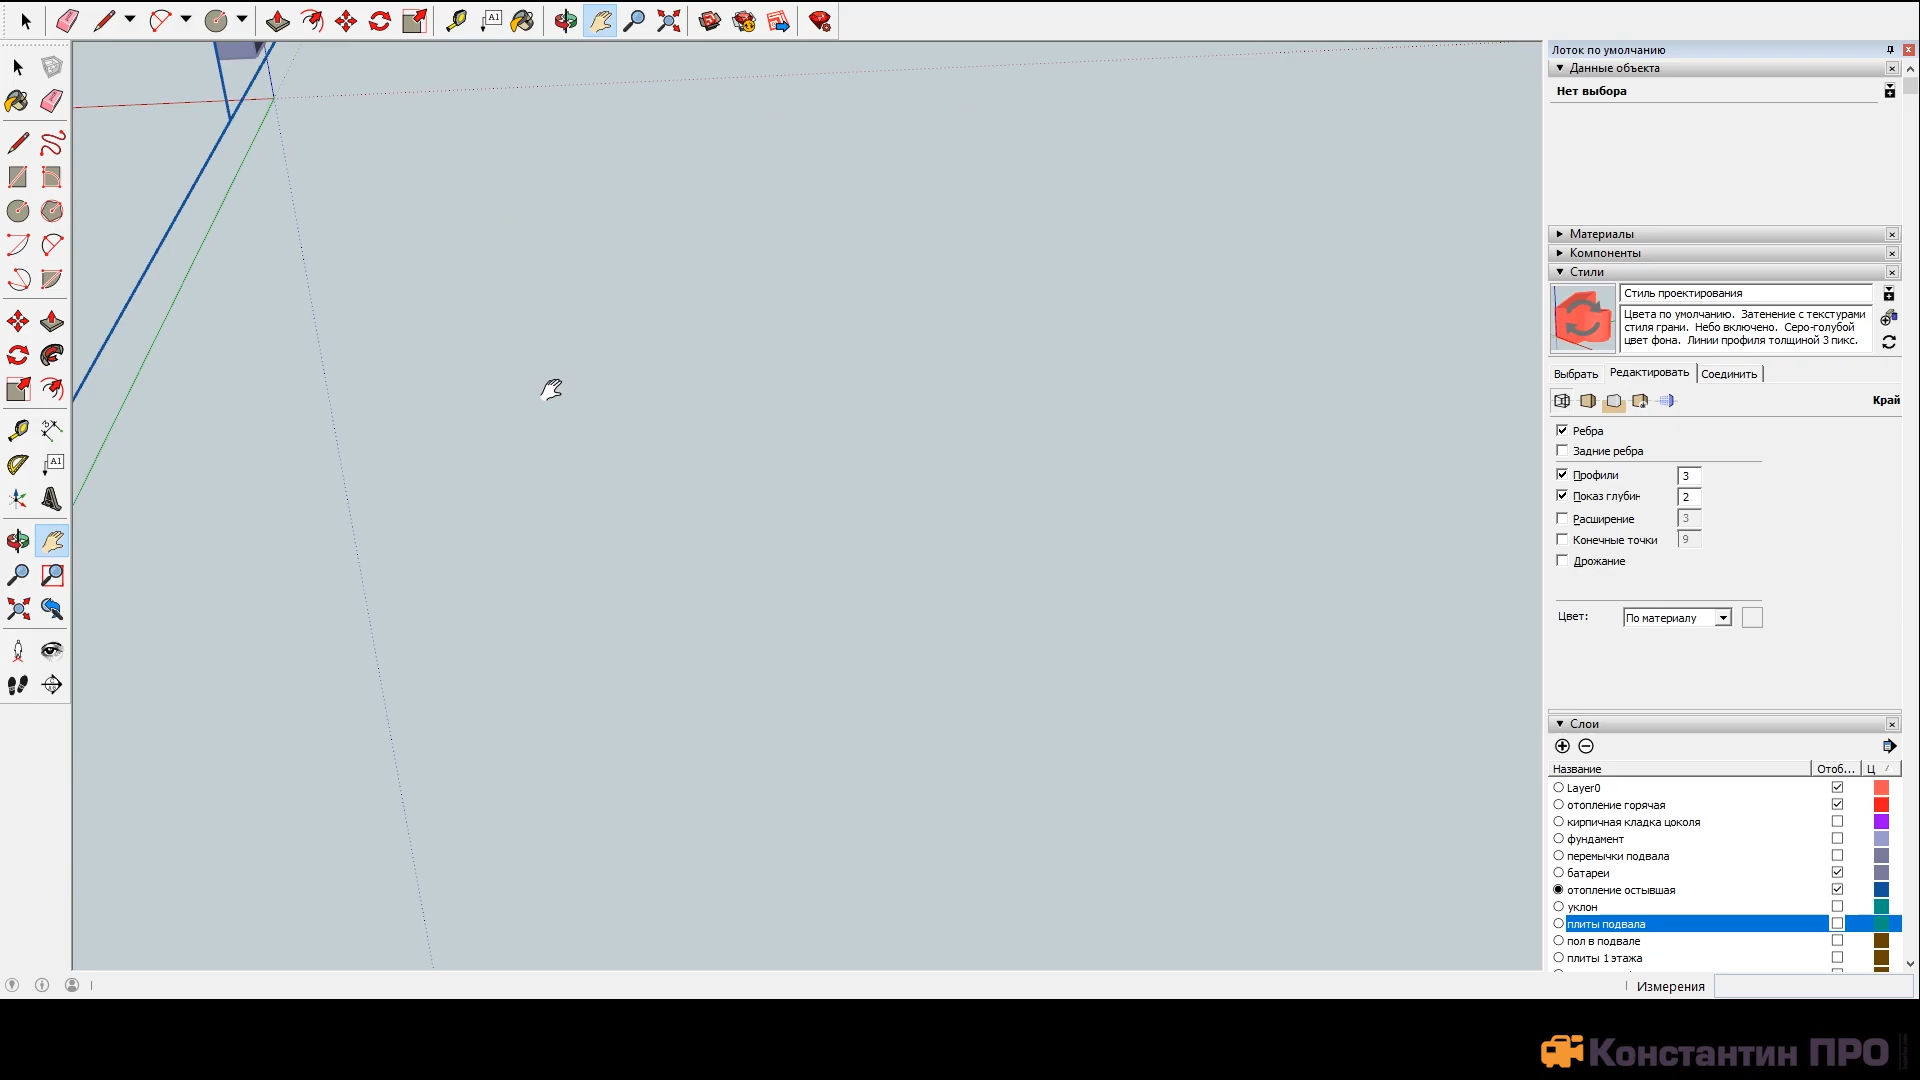 A1
Лоток по умолчанию
Данные объекта
Нет выбора
Материалы
Компоненты
Стили
Стиль проектирования
Цвета по умолчанию. Затенение с текстурами
стиля грани. Небо включено. Серо-голубой
цвет фона. Линии профиля толщиной 3 пикс.
Выбрать Редактировать Соединить
Край
Ребра
Задние ребра
Профили 3
Показ глубин 2
Расширение 3
Конечные точки 9
Дрожание
A1
Цвет: По материалу
Слои
Название Отоб... Ц
Layer0
отопление горячая
кирпичная кладка цоколя
фундамент
перемычки подвала
батареи
отопление остывшая
уклон
плиты подвала
пол в подвале
плиты 1 этажа
Измерения
Константин ПРО